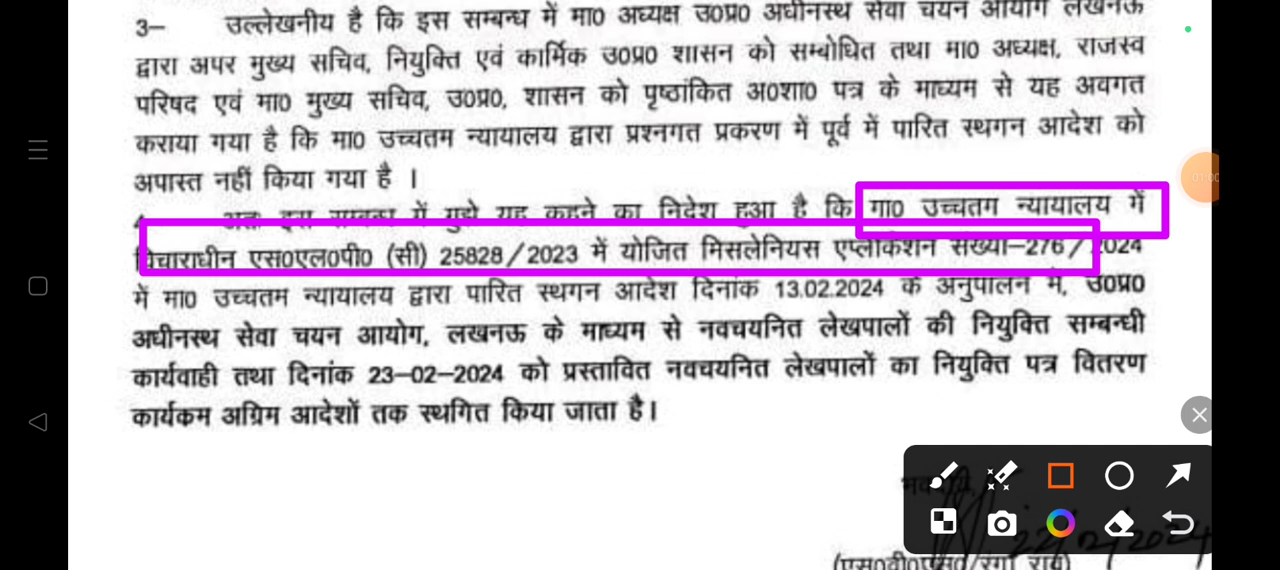 3– उल्लेखनीय है कि इस सम्बन्ध में मा0 अध्यक्ष उ0प्र0 अधीनस्थ सेवा चयन आयोग लखनऊ
द्वारा अपर मुख्य सचिव, नियुक्ति एवं कार्मिक उ0प्र0 शासन को सम्बोधित तथा मा0 अध्यक्ष, राजस्व
परिषद एवं मा0 मुख्य सचिव, उ0प्र0, शासन को पृष्ठांकित अ0शा0 पत्र के माध्यम से यह अवगत
कराया गया है कि मा0 उच्चतम न्यायालय द्वारा प्रश्नगत प्रकरण में पूर्व में पारित स्थगन आदेश को
अपास्त नहीं किया गया है ।
अतः इस सम्बन्ध में मुझे यह कहने का निदेश हुआ है कि मा0 उच्चतम न्यायालय में
विचाराधीन एस0एल0पी0 (सी) 25828/2023 में योजित मिसलेनियस एप्लीकेशन संख्या–276/2024
में मा0 उच्चतम न्यायालय द्वारा पारित स्थगन आदेश दिनांक 13.02.2024 के अनुपालन में, उ0प्र0
अधीनस्थ सेवा चयन आयोग, लखनऊ के माध्यम से नवचयनित लेखपालों की नियुक्ति सम्बन्धी
कार्यवाही तथा दिनांक 23–02–2024 को प्रस्तावित नवचयनित लेखपालों का नियुक्ति पत्र वितरण
कार्यकम अग्रिम आदेशों तक स्थगित किया जाता है।
01:00